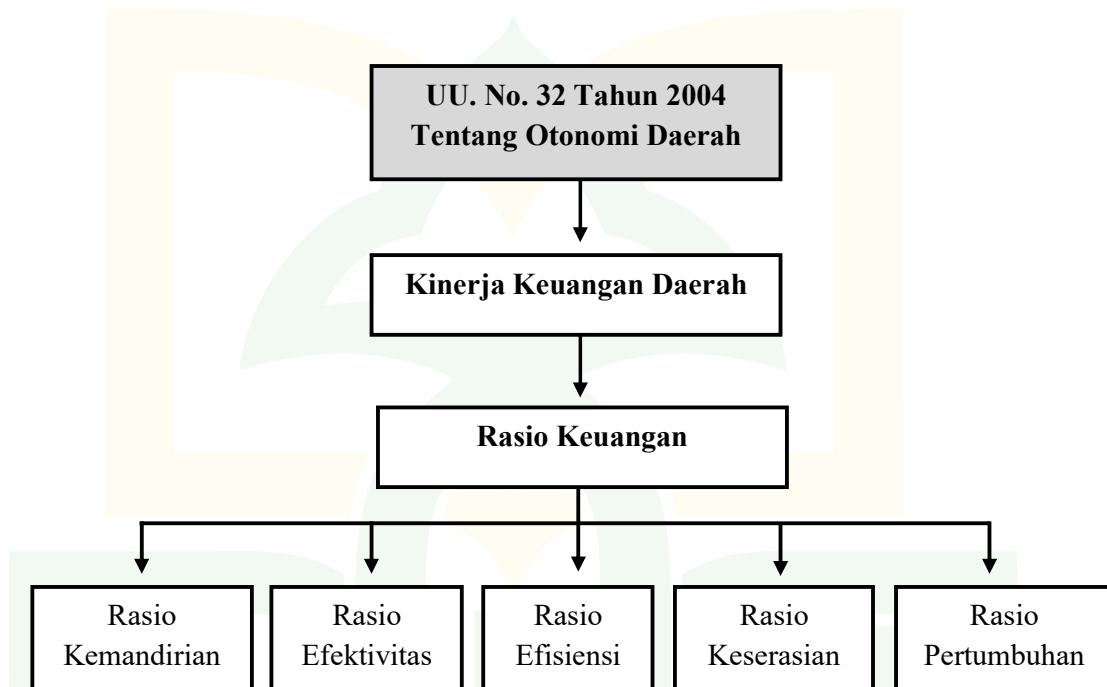 UU. No. 32 Tahun 2004
Tentang Otonomi Daerah
Kinerja Keuangan Daerah
Rasio Keuangan
Rasio
Kemandirian
Rasio
Efektivitas
Rasio
Efisiensi
Rasio
Keserasian
Rasio
Pertumbuhan